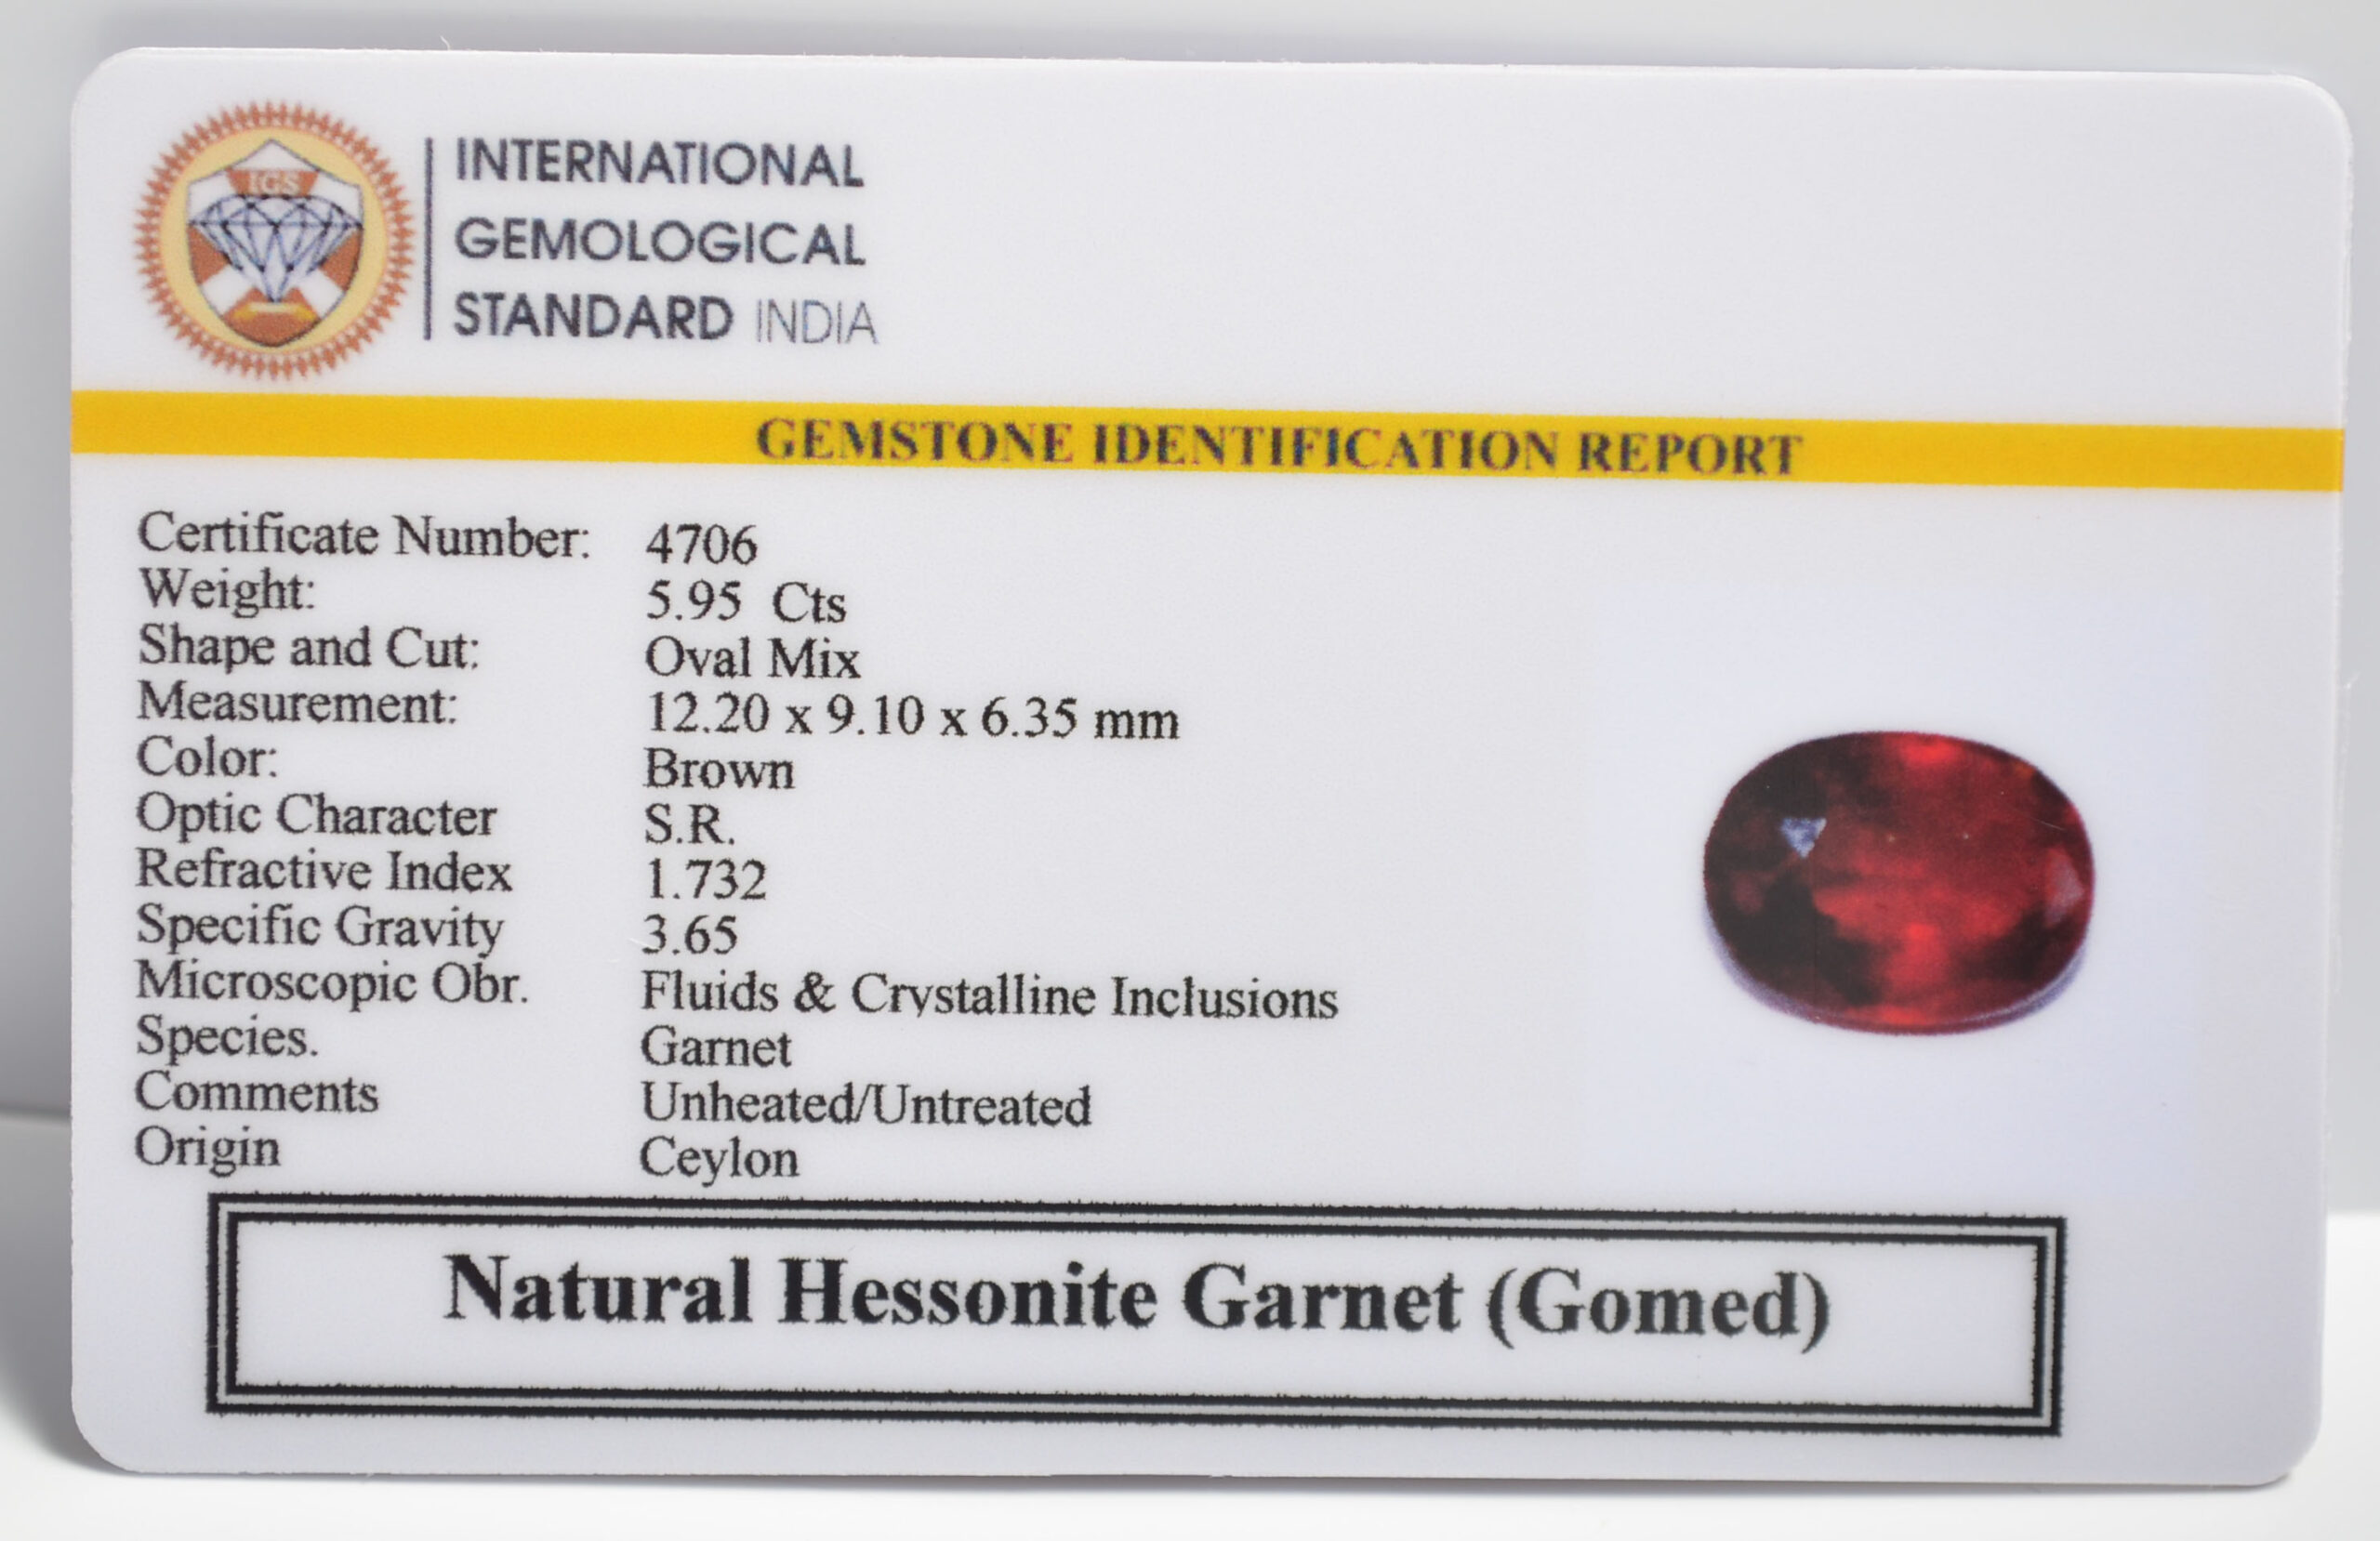 IGS
INTERNATIONAL
GEMOLOGICAL
STANDARD INDIA
GEMSTONE IDENTIFICATION REPORT
Certificate Number: 4706
Weight: 5.95 Cts
Shape and Cut: Oval Mix
Measurement: 12.20 x 9.10 x 6.35 mm
Color: Brown
Optic Character S.R.
Refractive Index 1.732
Specific Gravity 3.65
Microscopic Obr. Fluids & Crystalline Inclusions
Species. Garnet
Comments Unheated/Untreated
Origin Ceylon
Natural Hessonite Garnet (Gomed)